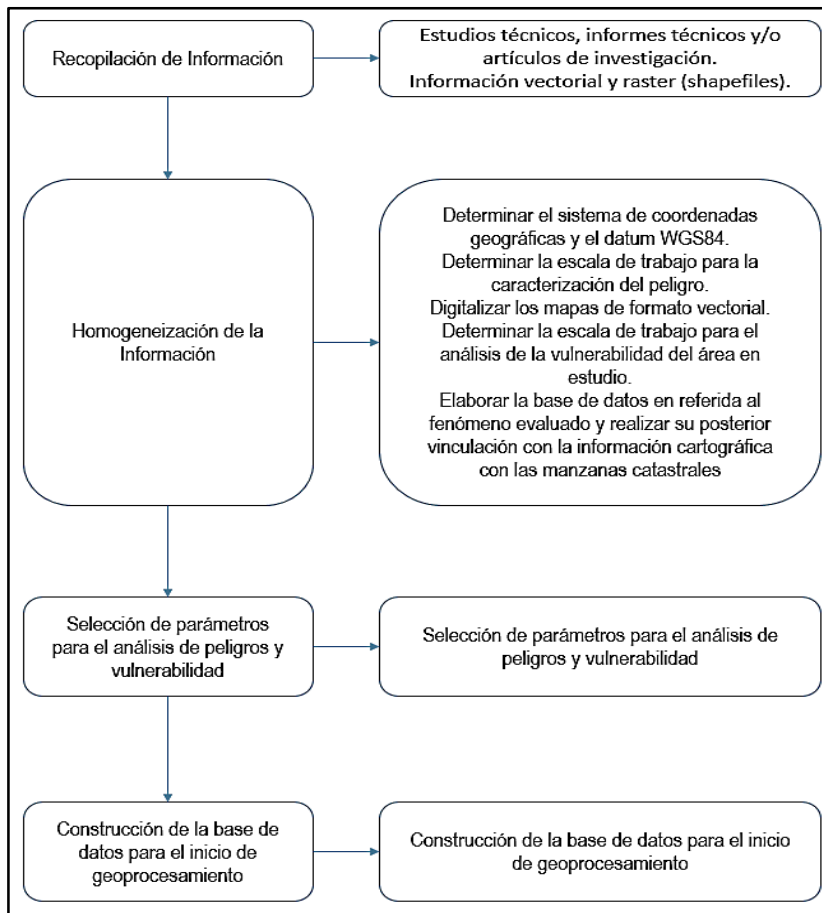 Recopilación de Información
Estudios técnicos, informes técnicos y/o
artículos de investigación.
Información vectorial y raster (shapefiles).
Homogeneización de la
Información
Determinar el sistema de coordenadas
geográficas y el datum WGS84.
Determinar la escala de trabajo para la
caracterización del peligro.
Digitalizar los mapas de formato vectorial.
Determinar la escala de trabajo para el
análisis de la vulnerabilidad del área en
estudio.
Elaborar la base de datos en referida al
fenómeno evaluado y realizar su posterior
vinculación con la información cartográfica
con las manzanas catastrales
Selección de parámetros
para el análisis de peligros y
vulnerabilidad
Selección de parámetros para el análisis de
peligros y vulnerabilidad
Construcción de la base de
datos para el inicio de
geoprocesamiento
Construcción de la base de datos para el inicio
de geoprocesamiento